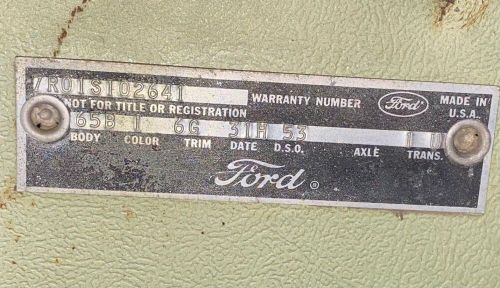 7R01S102641 WARRANTY NUMBER Ford MADE IN
NOT FOR TITLE OR REGISTRATION U.S.A.
65B I 6G 31H 53 1
BODY COLOR TRIM DATE D.S.O. AXLE TRANS.
Ford ®